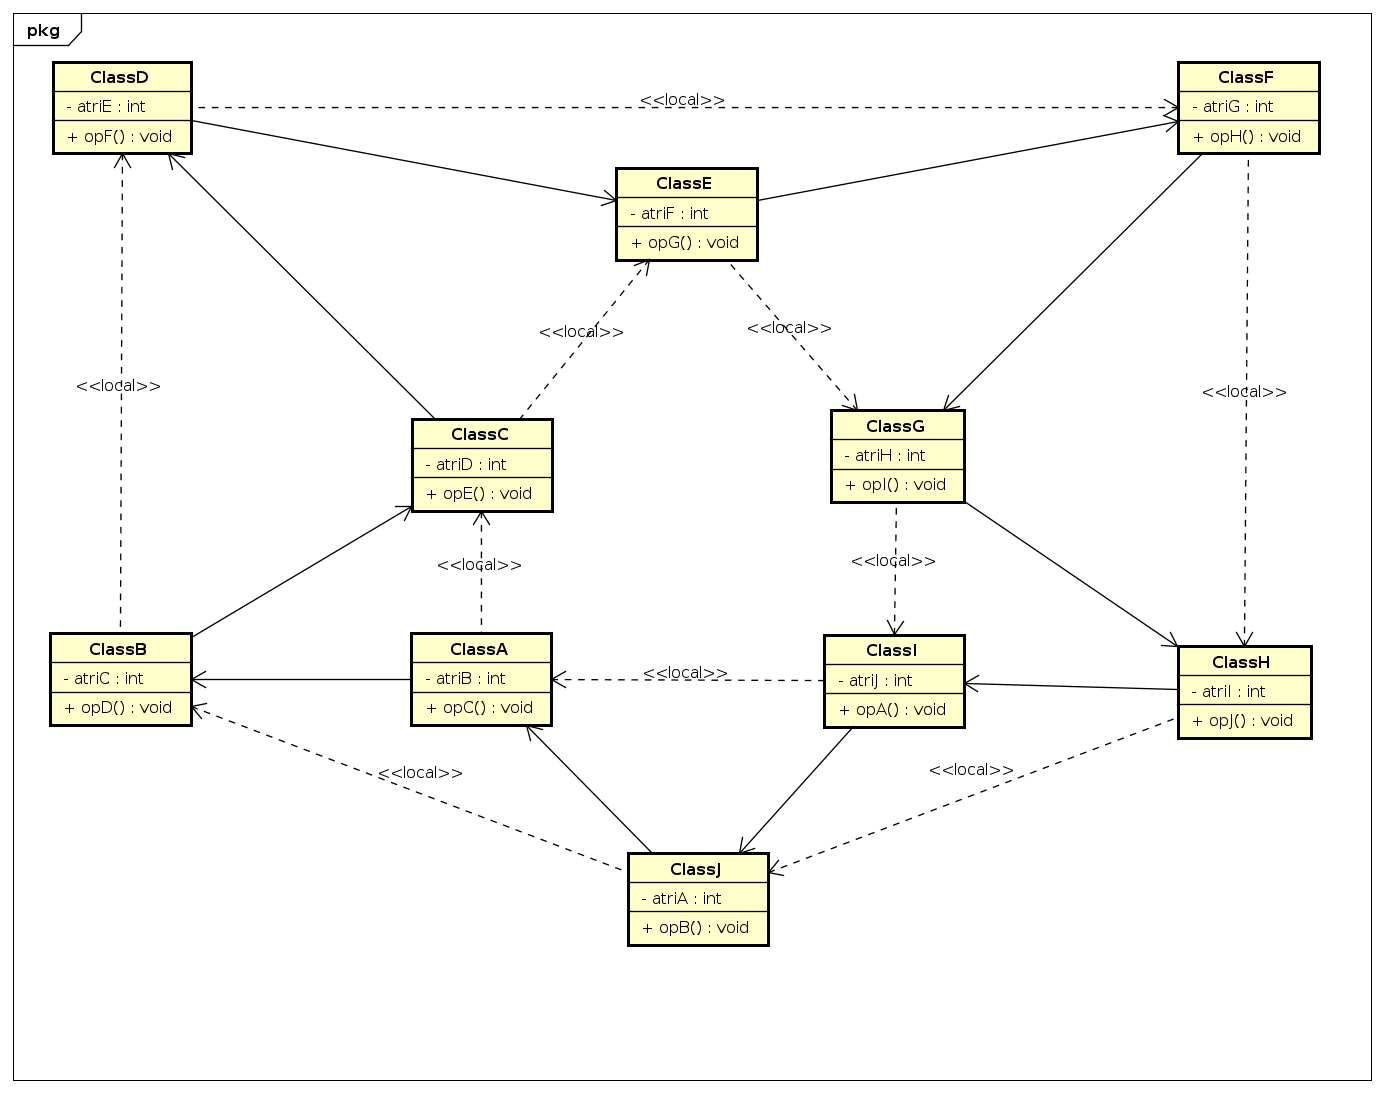 pkg
ClassD
- atriE : int
+ opF() : void
<<local>>
ClassF
- atriG : int
+ opH() : void
ClassE
- atriF : int
+ opG() : void
<<local>>
<<local>>
<<local>>
<<local>>
ClassC
- atriD : int
+ opE() : void
ClassG
- atriH : int
+ opI() : void
<<local>>
<<local>>
ClassB
- atriC : int
+ opD() : void
ClassA
- atriB : int
+ opC() : void
<<local>>
ClassI
- atriJ : int
+ opA() : void
ClassH
- atriI : int
+ opJ() : void
<<local>>
<<local>>
ClassJ
- atriA : int
+ opB() : void